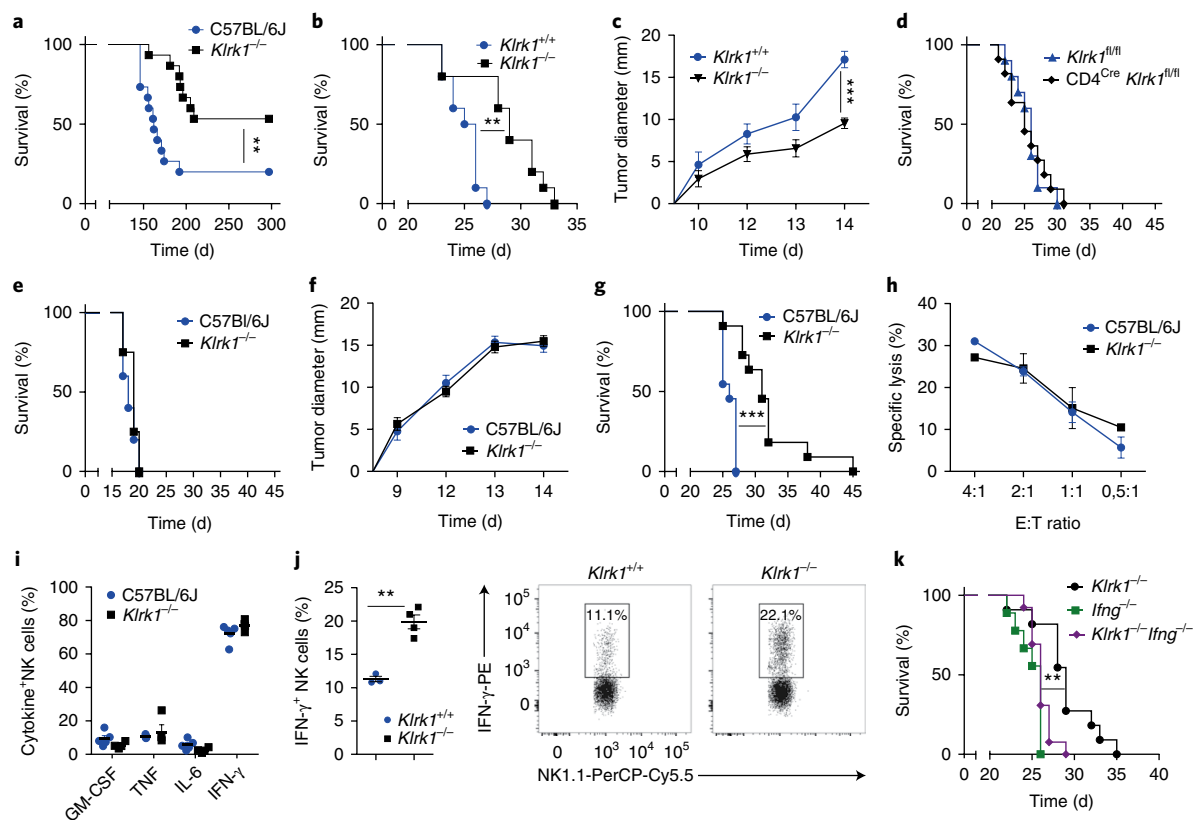 a
C57BL/6J
Klrk1–/–
Survival (%)
100
50
0
0
150
200
250
300
**
Time (d)
b
Klrk1+/+
Klrk1–/–
Survival (%)
100
50
0
0
20
25
30
35
**
Time (d)
c
Klrk1+/+
Klrk1–/–
Tumor diameter (mm)
20
15
10
5
0
10
12
13
14
***
Time (d)
d
Klrk1fl/fl
CD4Cre Klrk1fl/fl
Survival (%)
100
50
0
0
20
25
30
35
40
45
Time (d)
e
C57Bl/6J
Klrk1–/–
Survival (%)
100
50
0
0
15
20
25
30
35
40
45
Time (d)
f
C57BL/6J
Klrk1–/–
Tumor diameter (mm)
20
15
10
5
0
9
12
13
14
Time (d)
g
C57BL/6J
Klrk1–/–
Survival (%)
100
50
0
0
20
25
30
35
40
45
***
Time (d)
h
C57BL/6J
Klrk1–/–
Specific lysis (%)
40
30
20
10
0
4:1
2:1
1:1
0,5:1
E:T ratio
i
C57BL/6J
Klrk1–/–
Cytokine+NK cells (%)
100
80
60
40
20
0
GM-CSF
TNF
IL-6
IFN-γ
j
IFN-γ+ NK cells (%)
25
20
15
10
5
0
**
Klrk1+/+
Klrk1–/–
Klrk1+/+
Klrk1–/–
11.1%
22.1%
IFN-γ-PE
105
104
103
0
0
103
104
105
0
103
104
105
NK1.1-PerCP-Cy5.5
k
Klrk1–/–
Ifng–/–
Klrk1–/–Ifng–/–
Survival (%)
100
50
0
0
20
25
30
35
40
**
Time (d)